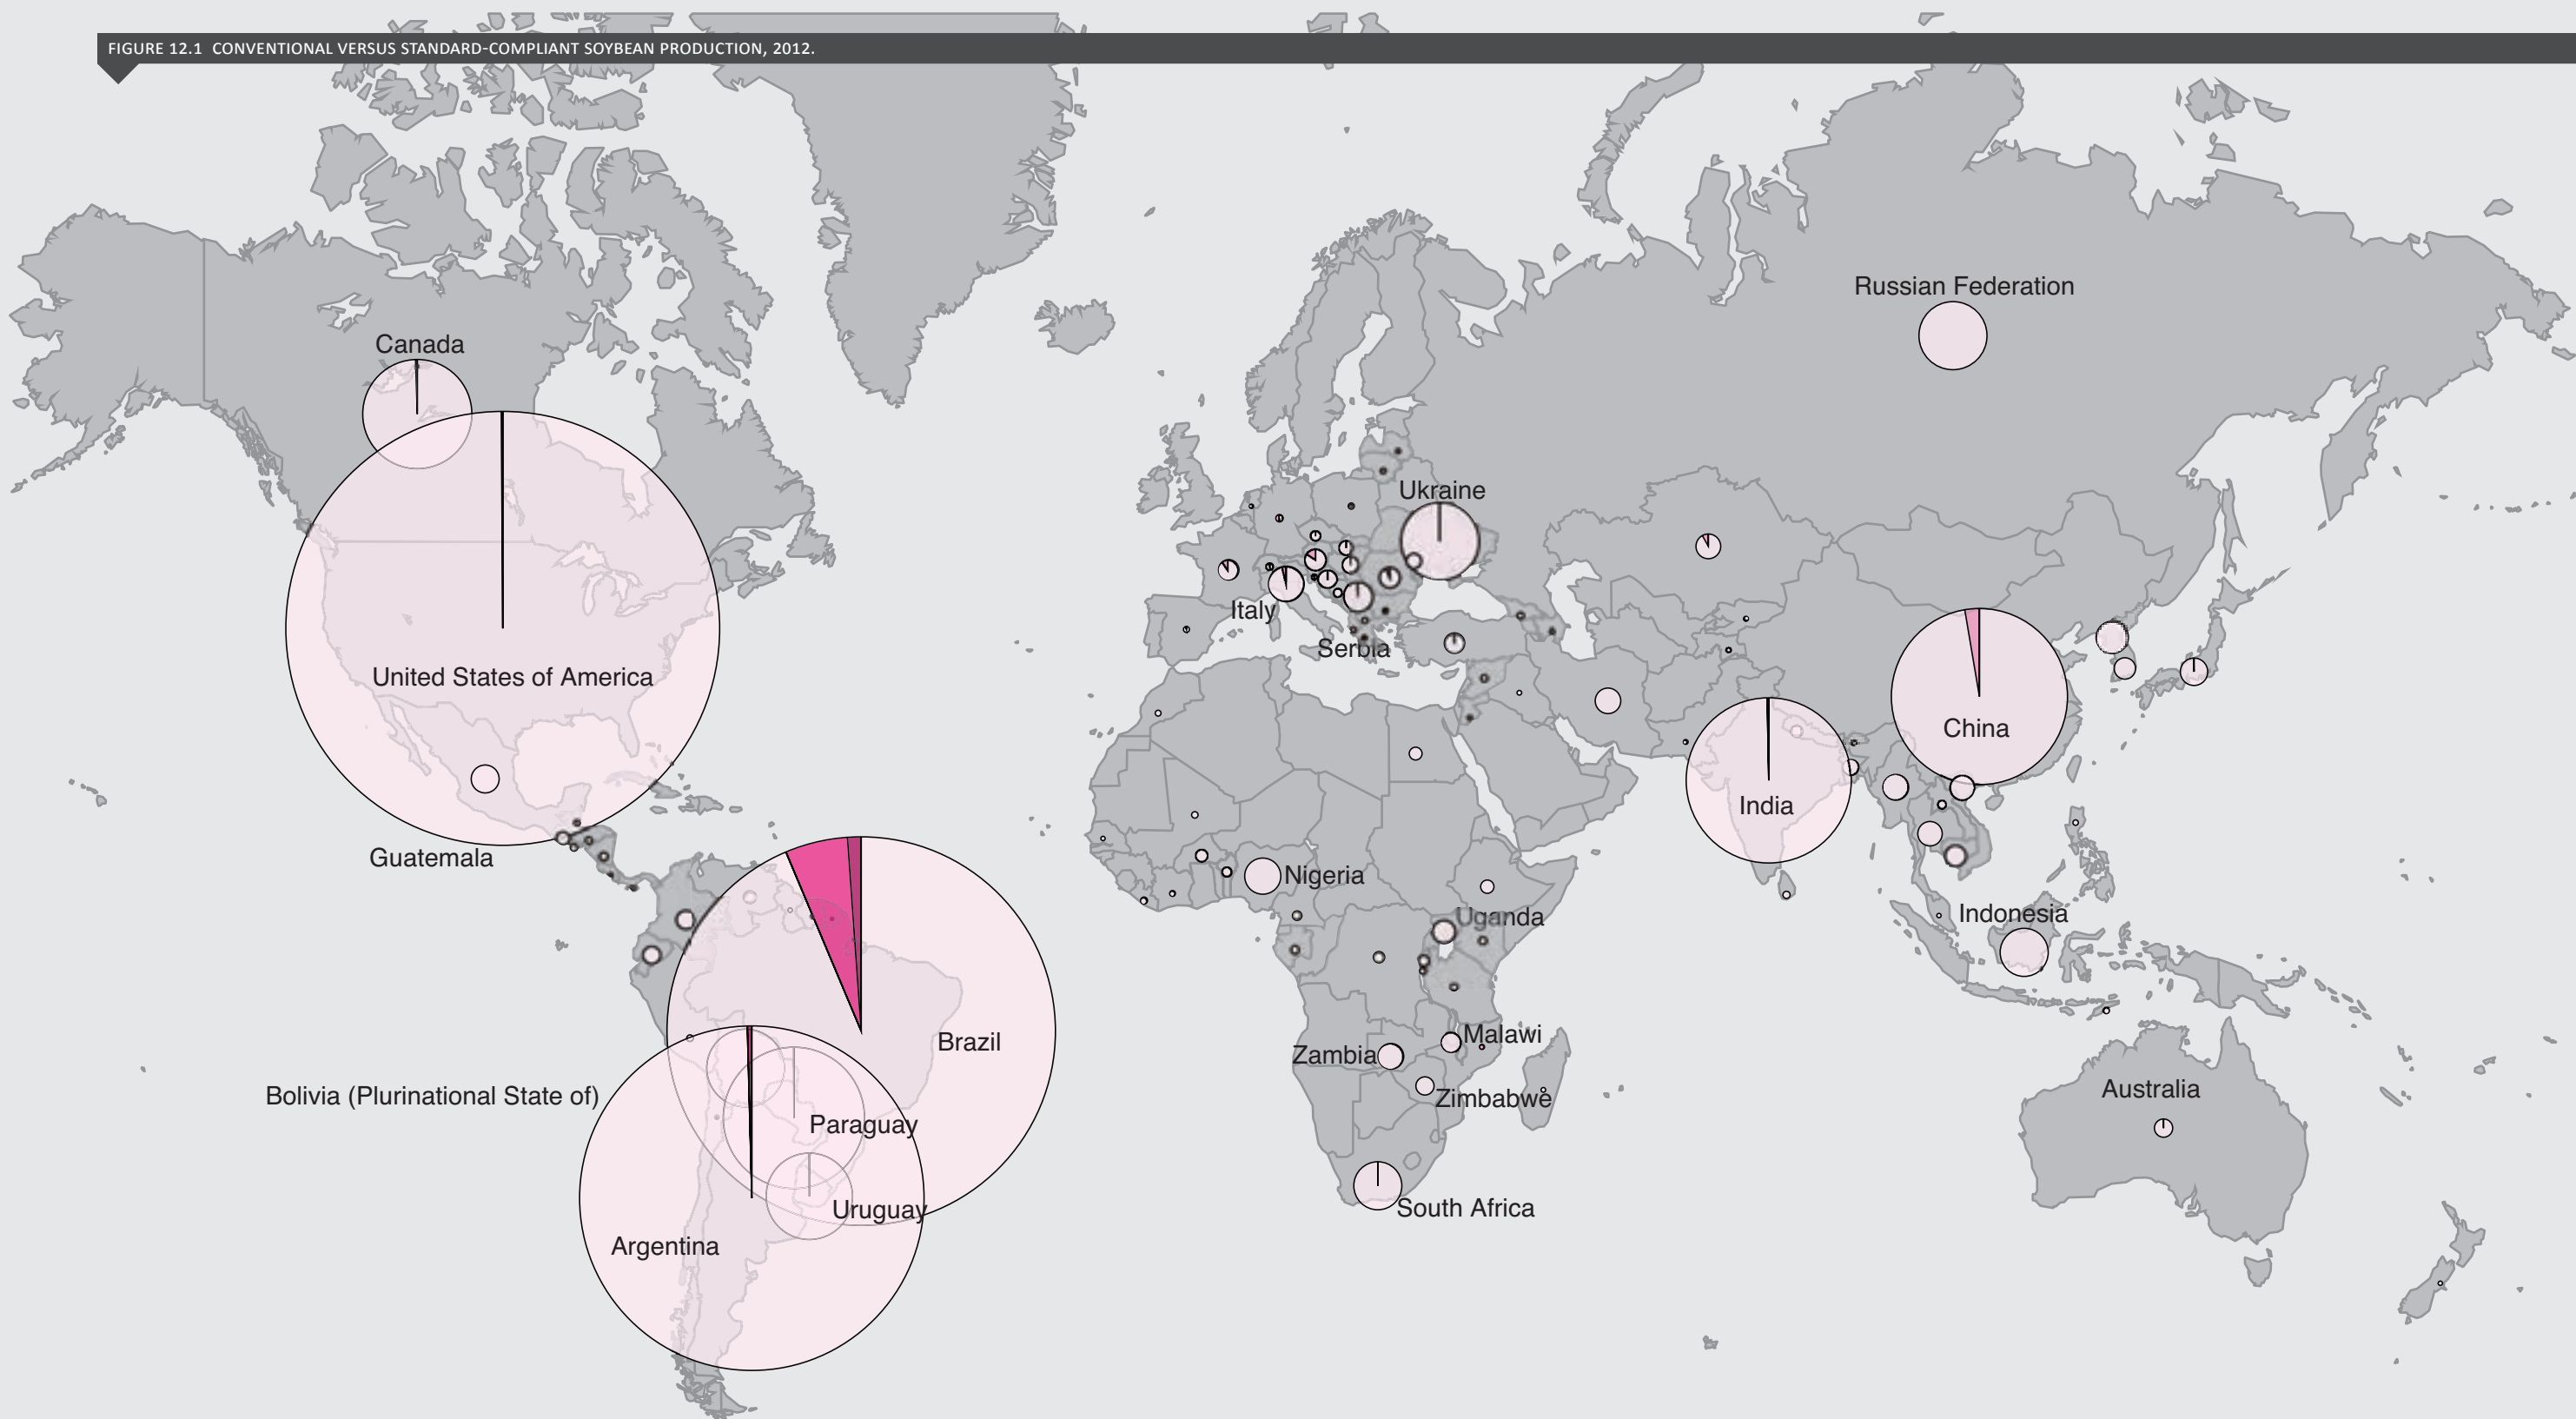 FIGURE 12.1 CONVENTIONAL VERSUS STANDARD-COMPLIANT SOYBEAN PRODUCTION, 2012.
Russian Federation
Canada
Ukraine
Italy
Serbia
United States of America
China
India
Guatemala
Nigeria
Uganda
Indonesia
Brazil
Malawi
Zambia
Zimbabwe
Australia
Bolivia (Plurinational State of)
Paraguay
South Africa
Uruguay
Argentina